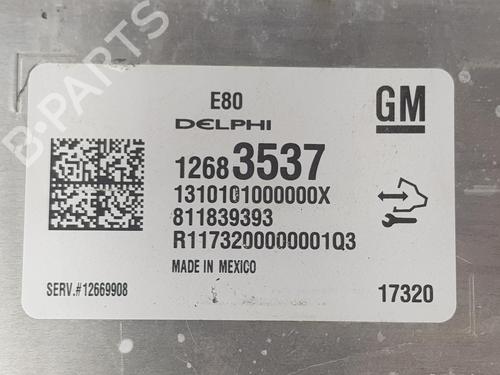 B-PARTS
E80
GM
DELPHI
12683537
1310101000000X
811839393
R1173200000001Q3
MADE IN MEXICO
SERV.#12669908
17320